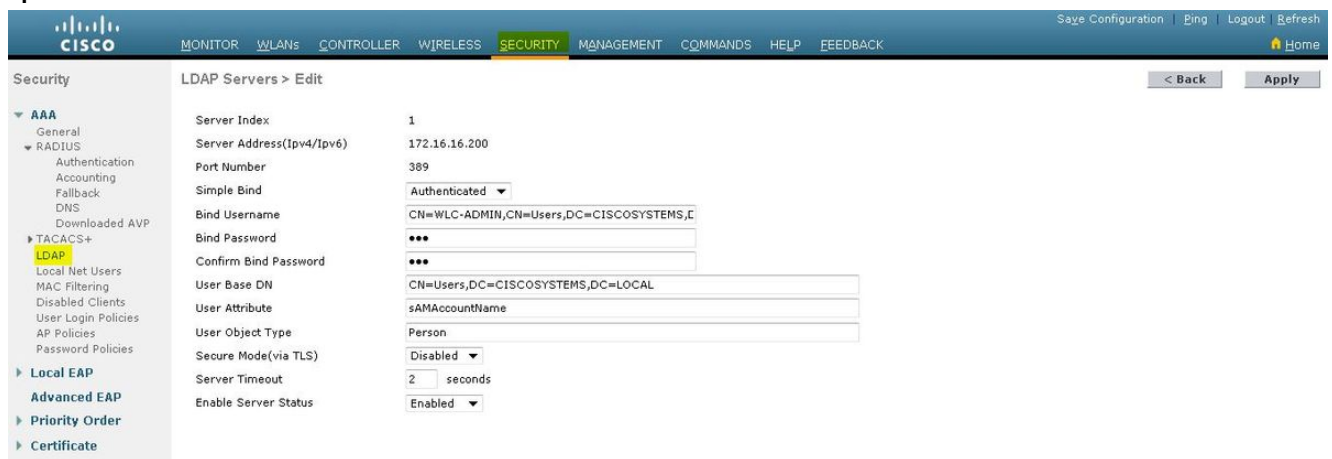 Save Configuration | Ping | Logout | Refresh
CISCO
MONITOR WLANs CONTROLLER WIRELESS SECURITY MANAGEMENT COMMANDS HELP FEEDBACK
Home
Security
AAA
General
RADIUS
Authentication
Accounting
Fallback
DNS
Downloaded AVP
TACACS+
LDAP
Local Net Users
MAC Filtering
Disabled Clients
User Login Policies
AP Policies
Password Policies
Local EAP
Advanced EAP
Priority Order
Certificate
LDAP Servers > Edit
< Back
Apply
Server Index 1
Server Address(Ipv4/Ipv6) 172.16.16.200
Port Number 389
Simple Bind Authenticated
Bind Username CN=WLC-ADMIN,CN=Users,DC=CISCOSYSTEMS,D
Bind Password •••
Confirm Bind Password •••
User Base DN CN=Users,DC=CISCOSYSTEMS,DC=LOCAL
User Attribute sAMAccountName
User Object Type Person
Secure Mode(via TLS) Disabled
Server Timeout 2 seconds
Enable Server Status Enabled